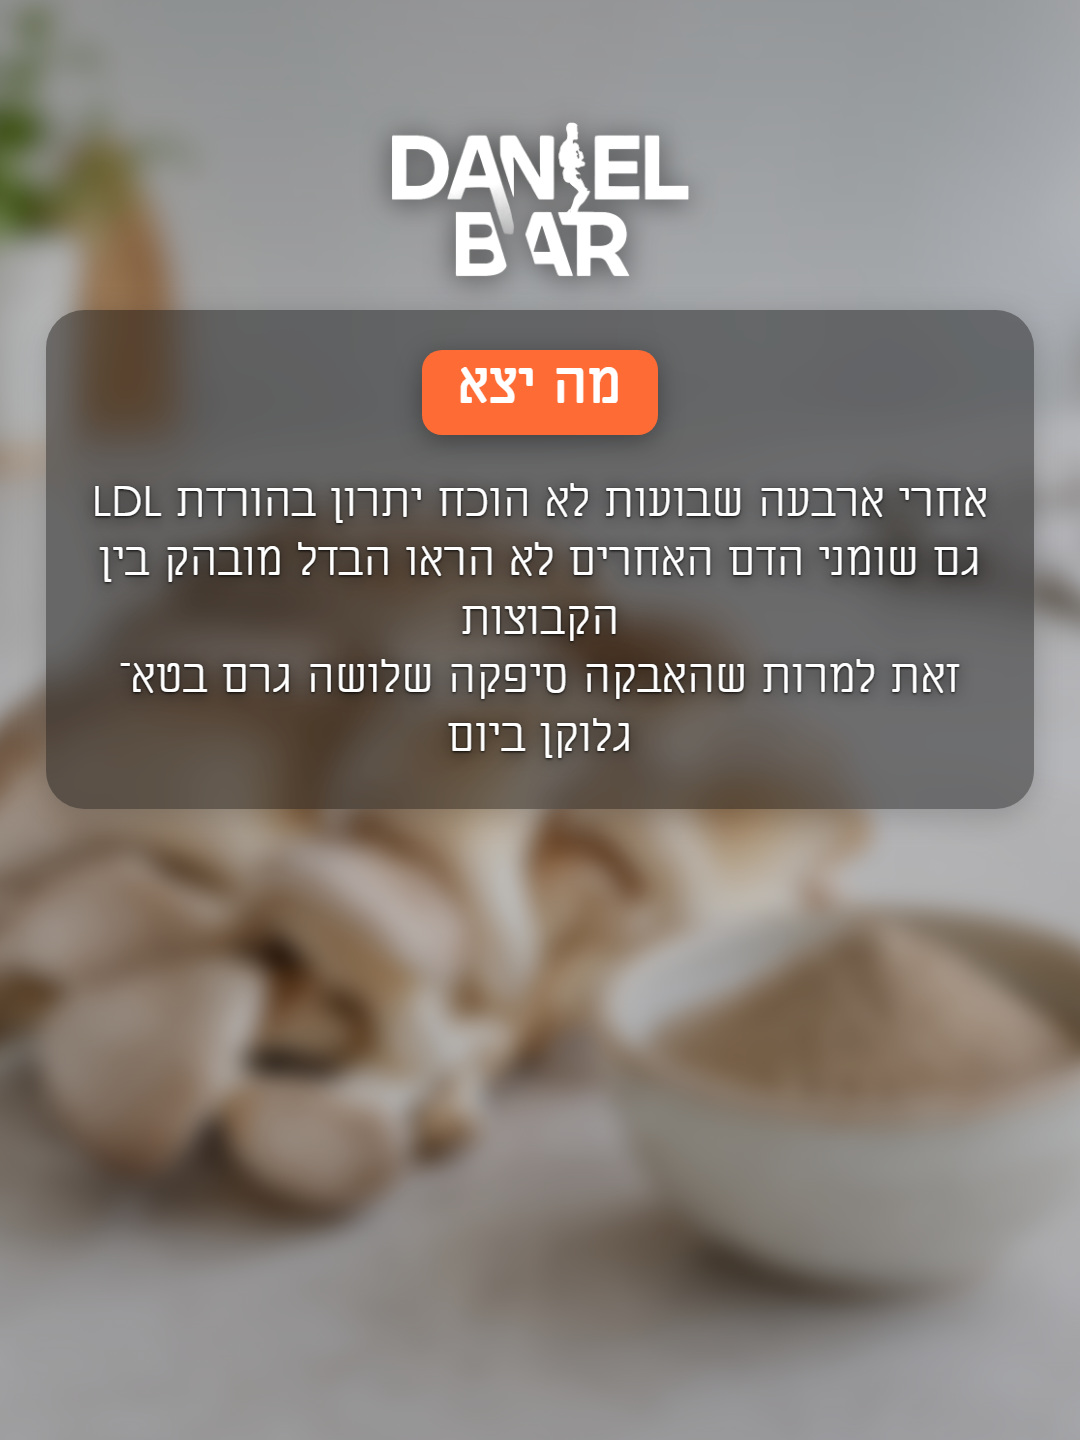 DANIEL
BAR
מה יצא
אחרי ארבעה שבועות לא הוכח יתרון בהורדת LDL
גם שומני הדם האחרים לא הראו הבדל מובהק בין
הקבוצות
זאת למרות שהאבקה סיפקה שלושה גרם בטא־
גלוקן ביום